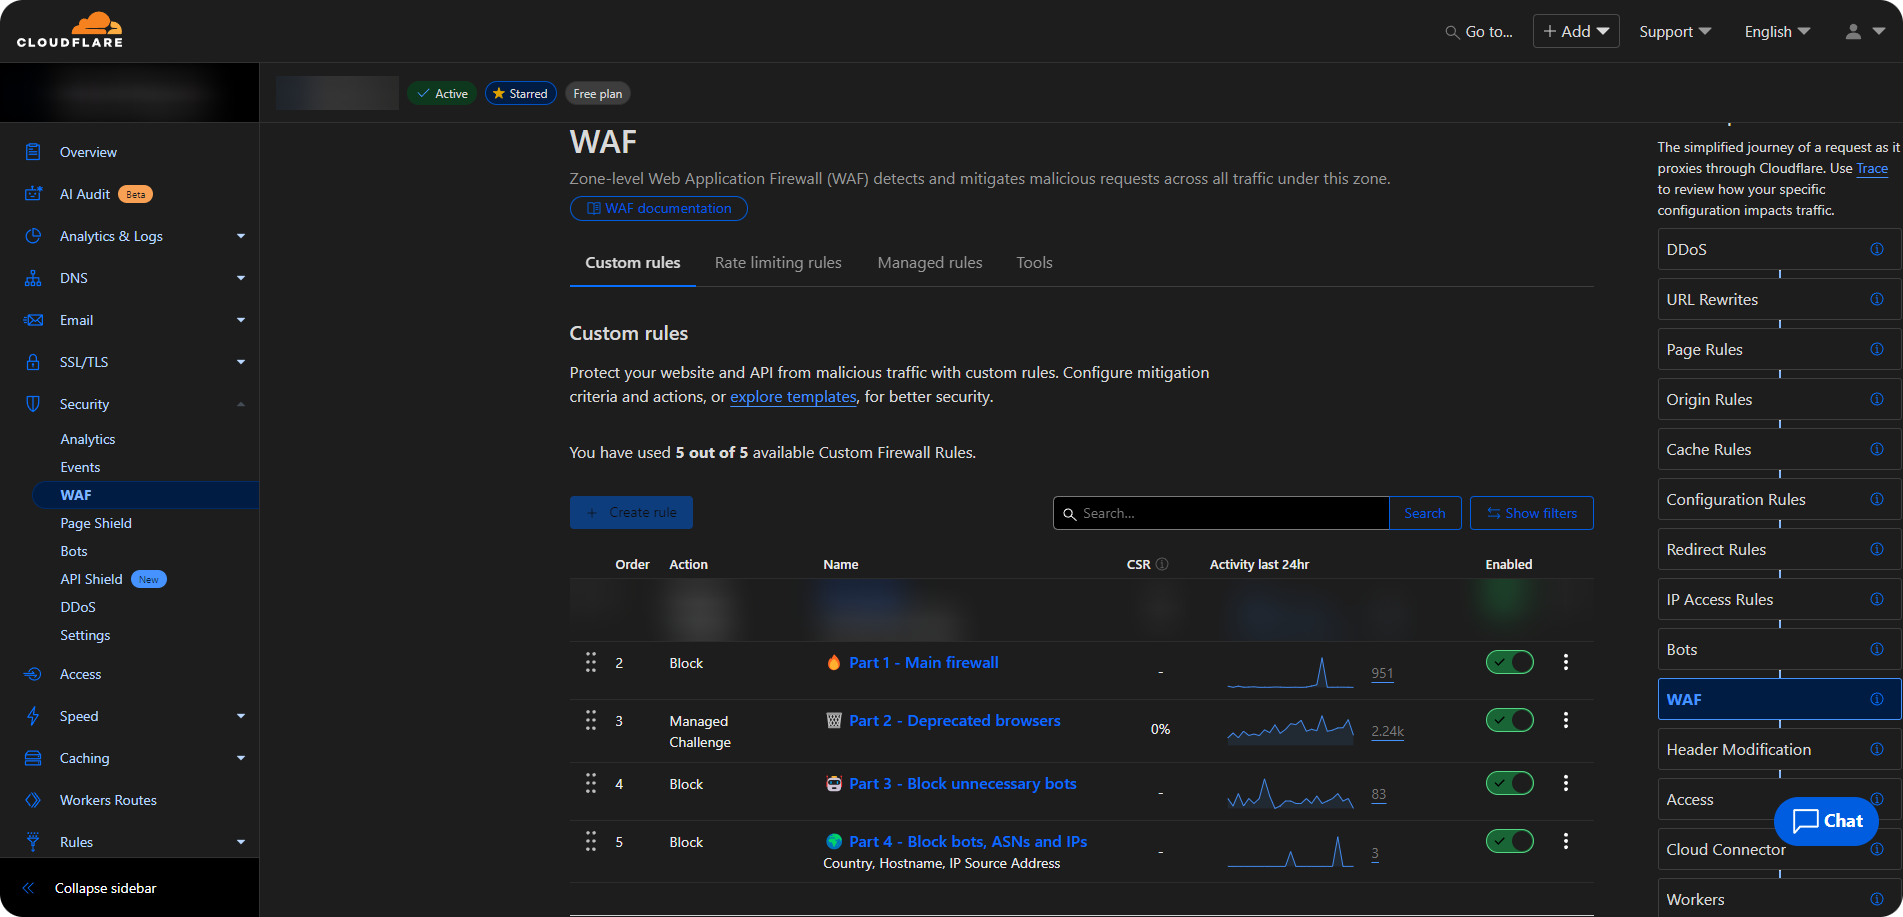 CLOUDFLARE
Go to...
Add
Support
English
Active
Starred
Free plan
Overview
AI Audit Beta
Analytics & Logs
DNS
Email
SSL/TLS
Security
Analytics
Events
WAF
Page Shield
Bots
API Shield New
DDoS
Settings
Access
Speed
Caching
Workers Routes
Rules
Collapse sidebar
WAF
Zone-level Web Application Firewall (WAF) detects and mitigates malicious requests across all traffic under this zone.
WAF documentation
Custom rules Rate limiting rules Managed rules Tools
Custom rules
Protect your website and API from malicious traffic with custom rules. Configure mitigation
criteria and actions, or explore templates, for better security.
You have used 5 out of 5 available Custom Firewall Rules.
+ Create rule
Search...
Search
Show filters
Order Action Name CSR Activity last 24hr Enabled
2 Block Part 1 - Main firewall - 951
3 Managed Challenge Part 2 - Deprecated browsers 0% 2.24k
4 Block Part 3 - Block unnecessary bots - 83
5 Block Part 4 - Block bots, ASNs and IPs - 3
Country, Hostname, IP Source Address
The simplified journey of a request as it
proxies through Cloudflare. Use Trace
to review how your specific
configuration impacts traffic.
DDoS
URL Rewrites
Page Rules
Origin Rules
Cache Rules
Configuration Rules
Redirect Rules
IP Access Rules
Bots
WAF
Header Modification
Access
Chat
Cloud Connector
Workers